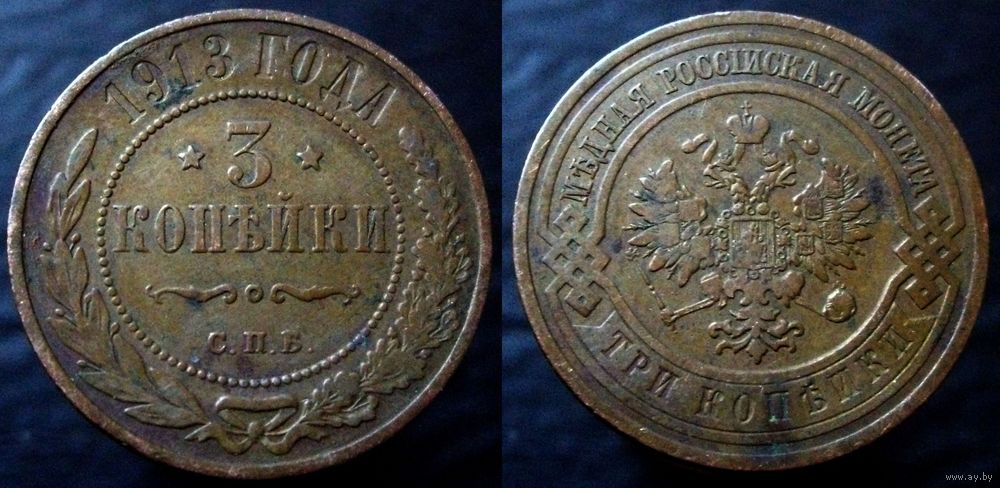 1913 ГОДА
3
КОПѢЙКИ
С.П.Б.
МѢДНАЯ РОССІЙСКАЯ МОНЕТА
ТРИ КОПѢЙКИ.
www.ay.by